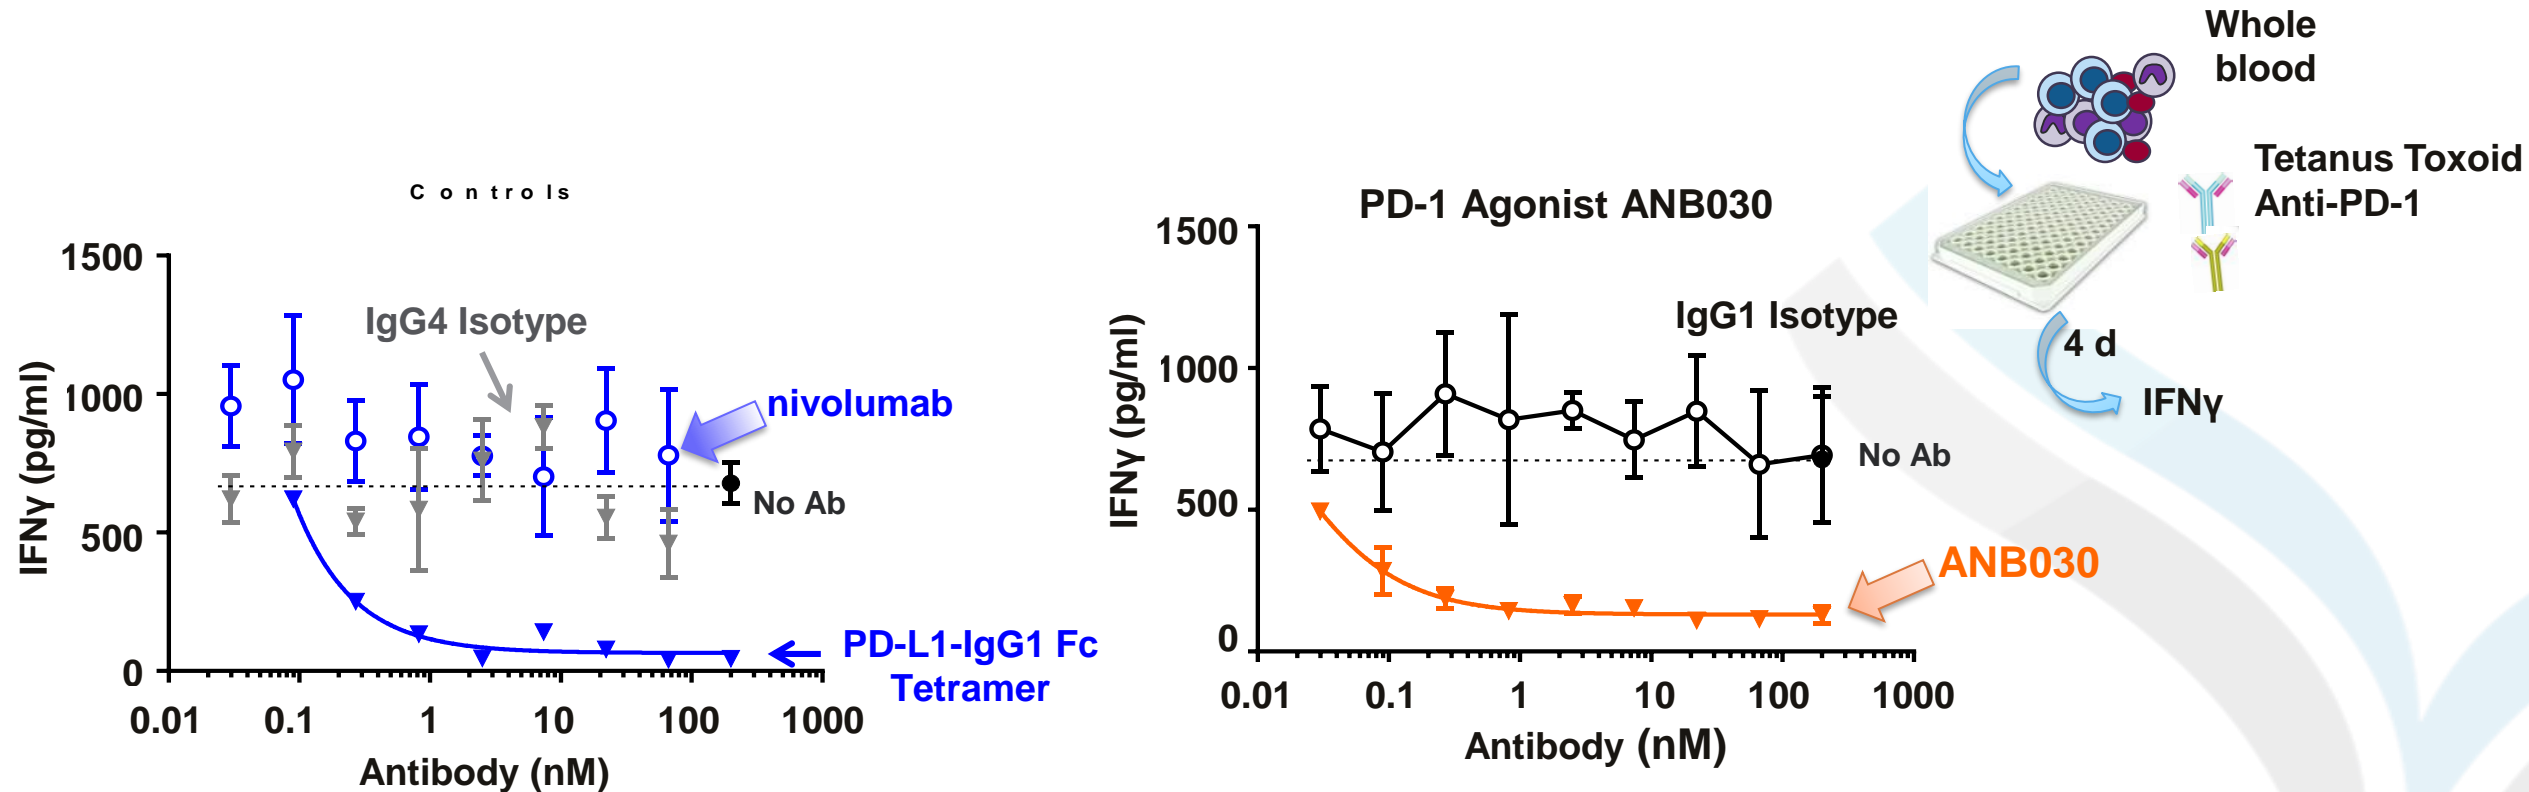 Controls
1500
1000
500
0
IFNγ (pg/ml)
IgG4 Isotype
nivolumab
No Ab
PD-L1-IgG1 Fc
Tetramer
0.01
0.1
1
10
100
1000
Antibody (nM)
PD-1 Agonist ANB030
1500
1000
500
0
IFNγ (pg/ml)
IgG1 Isotype
No Ab
ANB030
0.01
0.1
1
10
100
1000
Antibody (nM)
Whole
blood
Tetanus Toxoid
Anti-PD-1
4 d
IFNγ